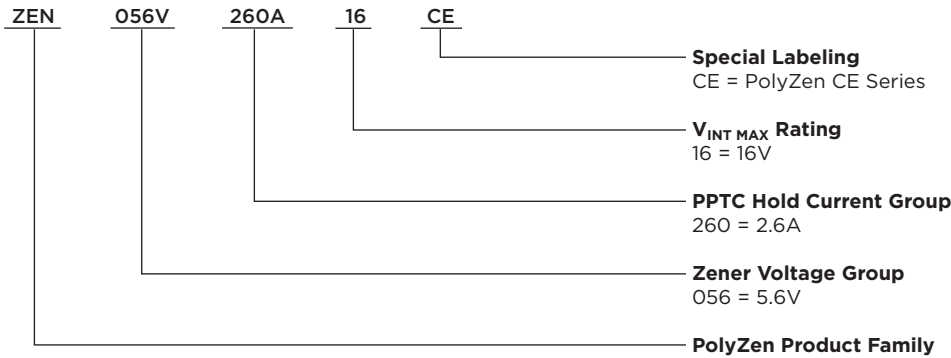 ZEN 056V 260A 16 CE
Special Labeling
CE = PolyZen CE Series
VINT MAX Rating
16 = 16V
PPTC Hold Current Group
260 = 2.6A
Zener Voltage Group
056 = 5.6V
PolyZen Product Family